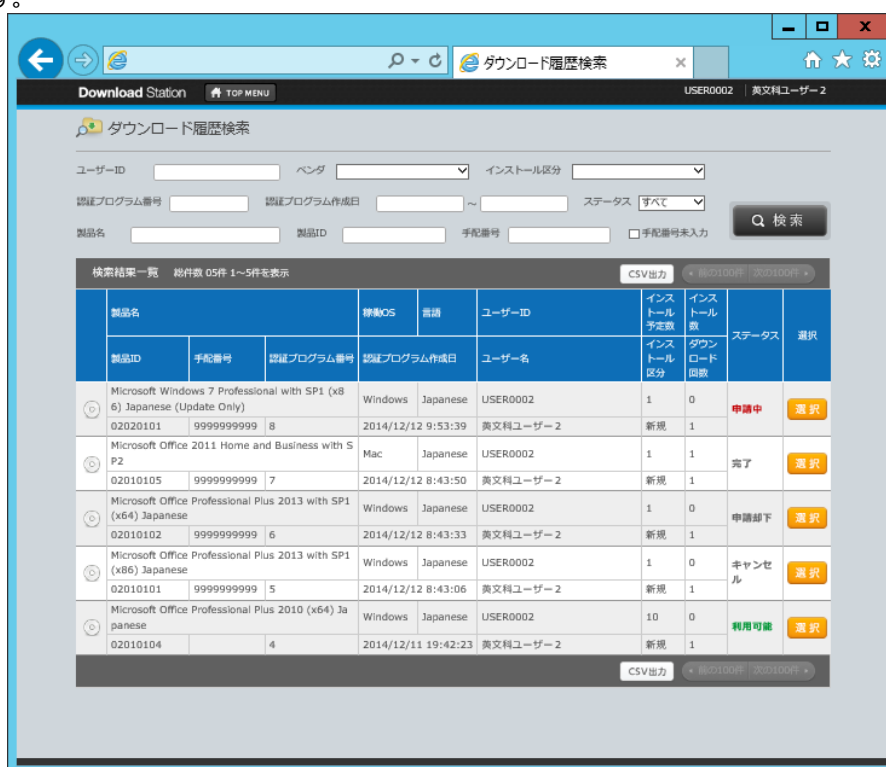 す。
ダウンロード履歴検索
Download Station TOP MENU USER0002 英文科ユーザー2
ダウンロード履歴検索
ユーザーID ベンダ インストール区分
認証プログラム番号 認証プログラム作成日 ～ ステータス すべて
製品名 製品ID 手配番号 手配番号未入力 検索
検索結果一覧 総件数 05件 1～5件を表示 CSV出力 前の100件 次の100件
製品名 稼働OS 言語 ユーザーID インストール予定数 インストール数 ステータス 選択
製品ID 手配番号 認証プログラム番号 認証プログラム作成日 ユーザー名 インストール区分 ダウンロード回数
Microsoft Windows 7 Professional with SP1 (x8
6) Japanese (Update Only) Windows Japanese USER0002 1 0 申請中 選択
02020101 9999999999 8 2014/12/12 9:53:39 英文科ユーザー2 新規 1
Microsoft Office 2011 Home and Business with S
P2 Mac Japanese USER0002 1 1 完了 選択
02010105 9999999999 7 2014/12/12 8:43:50 英文科ユーザー2 新規 1
Microsoft Office Professional Plus 2013 with SP1
(x64) Japanese Windows Japanese USER0002 1 0 申請却下 選択
02010102 9999999999 6 2014/12/12 8:43:33 英文科ユーザー2 新規 1
Microsoft Office Professional Plus 2013 with SP1
(x86) Japanese Windows Japanese USER0002 1 0 キャンセル 選択
02010101 9999999999 5 2014/12/12 8:43:06 英文科ユーザー2 新規 1
Microsoft Office Professional Plus 2010 (x64) Ja
panese Windows Japanese USER0002 10 0 利用可能 選択
02010104 4 2014/12/11 19:42:23 英文科ユーザー2 新規 1
CSV出力 前の100件 次の100件